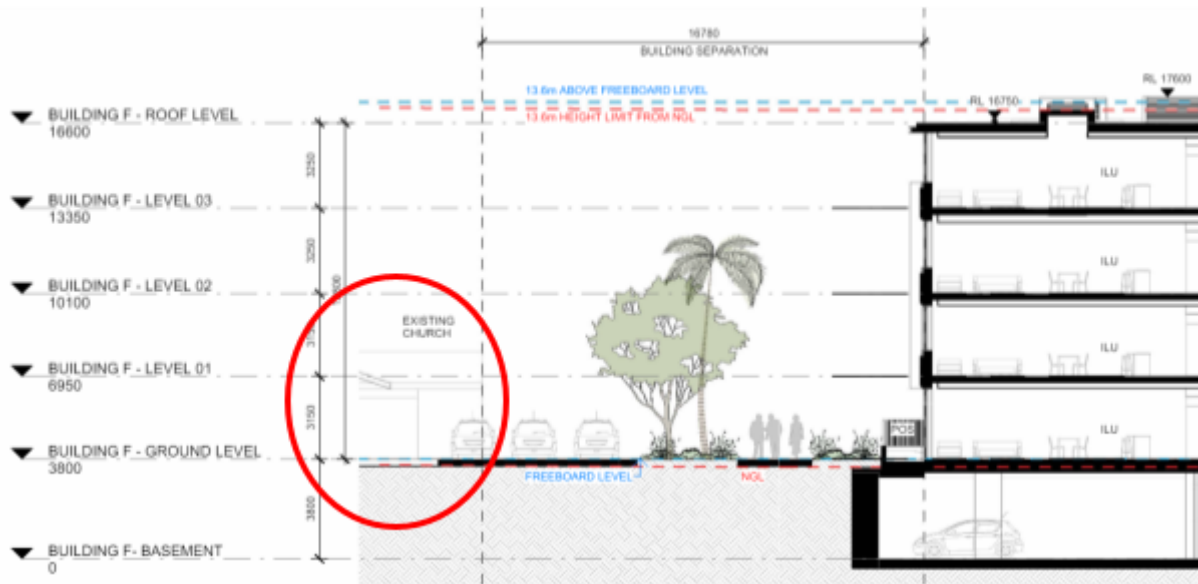 16780
BUILDING SEPARATION
13.6m ABOVE FREEBOARD LEVEL
13.6m HEIGHT LIMIT FROM NGL
RL 17600
RL 16750
BUILDING F - ROOF LEVEL
16600
3250
ILU
BUILDING F - LEVEL 03
13350
3250
ILU
BUILDING F - LEVEL 02
10100
EXISTING
CHURCH
ILU
BUILDING F - LEVEL 01
6950
3150
POS
ILU
BUILDING F - GROUND LEVEL
3800
FREEBOARD LEVEL
NGL
3800
BUILDING F- BASEMENT
0